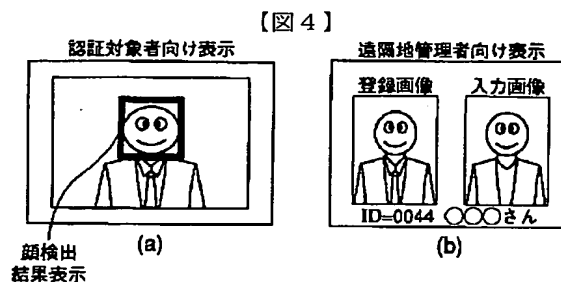 【図4】
認証対象者向け表示
遠隔地管理者向け表示
登録画像
入力画像
ID=0044 ○○○さん
顔検出
結果表示
(a)
(b)